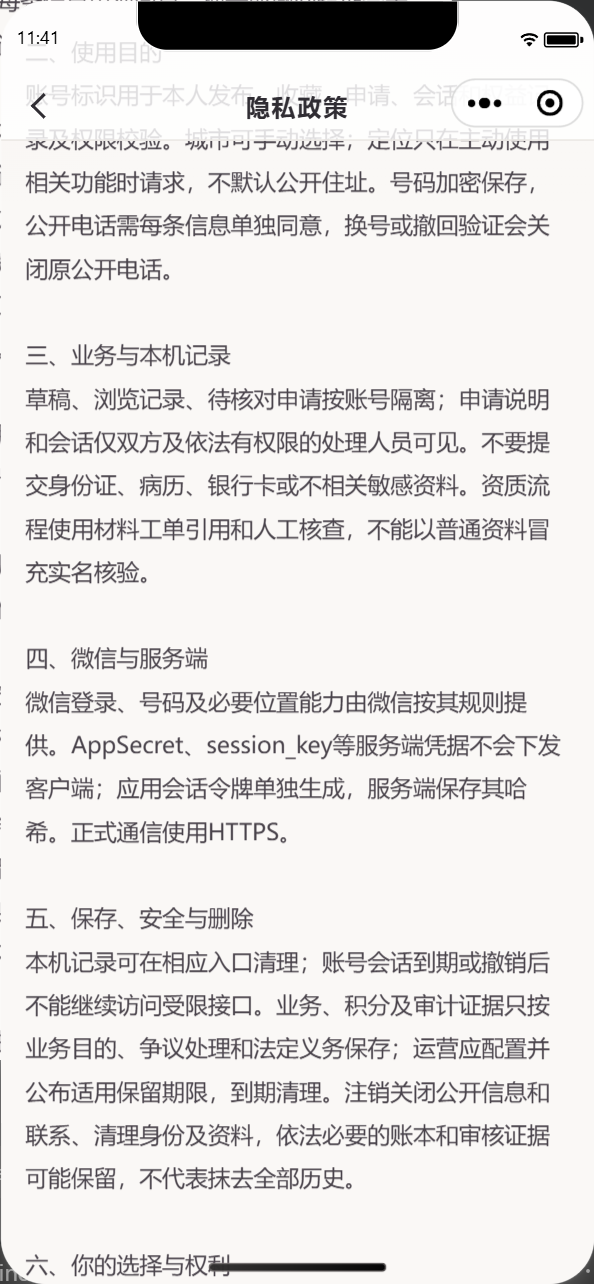 11:41
二、使用目的
隐私政策
账号标识用于本人发布、收藏、申请、会话
录及权限校验。城市可手动选择；定位只在主动使用
相关功能时请求，不默认公开住址。号码加密保存，
公开电话需每条信息单独同意，换号或撤回验证会关
闭原公开电话。
三、业务与本机记录
草稿、浏览记录、待核对申请按账号隔离；申请说明
和会话仅双方及依法有权限的处理人员可见。不要提
交身份证、病历、银行卡或不相关敏感资料。资质流
程使用材料工单引用和人工核查，不能以普通资料冒
充实名核验。
四、微信与服务端
微信登录、号码及必要位置能力由微信按其规则提
供。AppSecret、session_key等服务端凭据不会下发
客户端；应用会话令牌单独生成，服务端保存其哈
希。正式通信使用HTTPS。
五、保存、安全与删除
本机记录可在相应入口清理；账号会话到期或撤销后
不能继续访问受限接口。业务、积分及审计证据只按
业务目的、争议处理和法定义务保存；运营应配置并
公布适用保留期限，到期清理。注销关闭公开信息和
联系、清理身份及资料，依法必要的账本和审核证据
可能保留，不代表抹去全部历史。
六、你的选择与权利